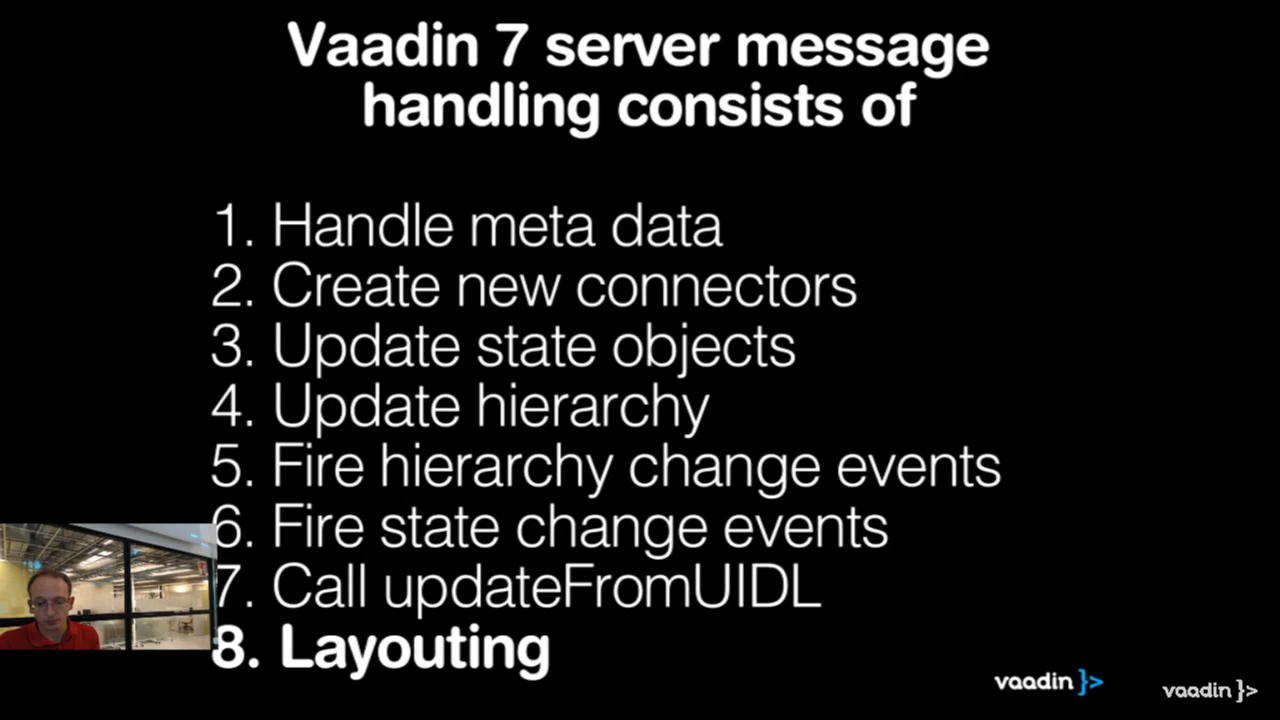 Vaadin 7 server message
handling consists of
1. Handle meta data
2. Create new connectors
3. Update state objects
4. Update hierarchy
5. Fire hierarchy change events
6. Fire state change events
7. Call updateFromUIDL
8. Layouting
vaadin }>
vaadin }>